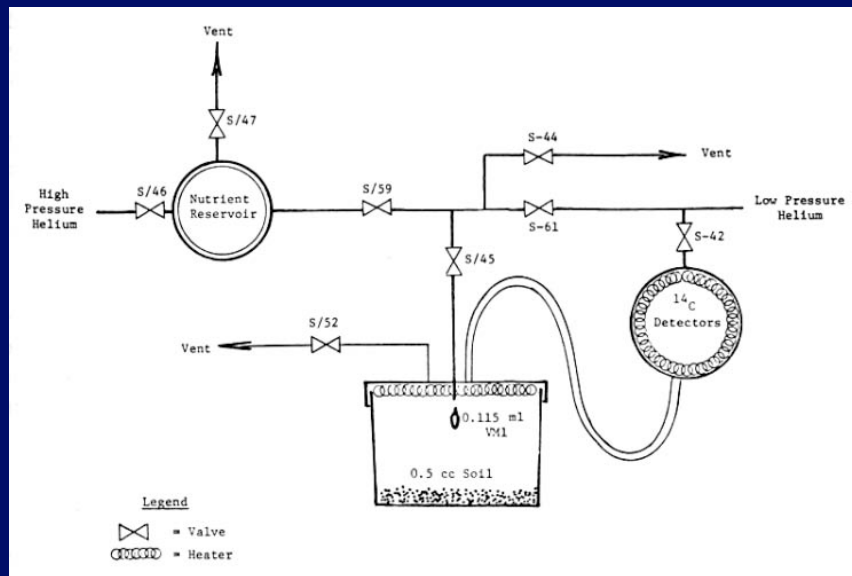 Vent
S/47
S-44
Vent
High
Pressure
Helium
S/46
Nutrient
Reservoir
S/59
S-61
Low Pressure
Helium
S-42
S/45
14C
Detectors
S/52
Vent
0.115 ml
VM1
0.5 cc Soil
Legend
= Valve
= Heater